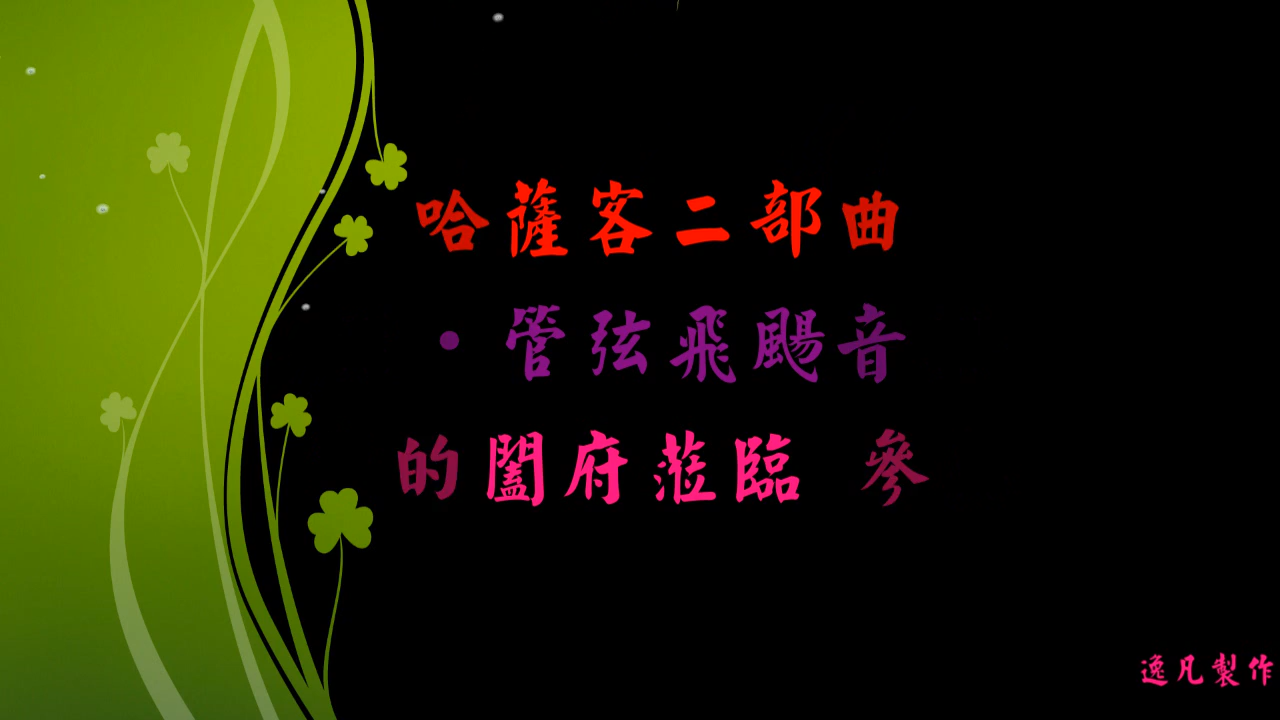 哈薩客二部曲
·管弦飛颺音
的闔府蒞臨 參
逸凡製作